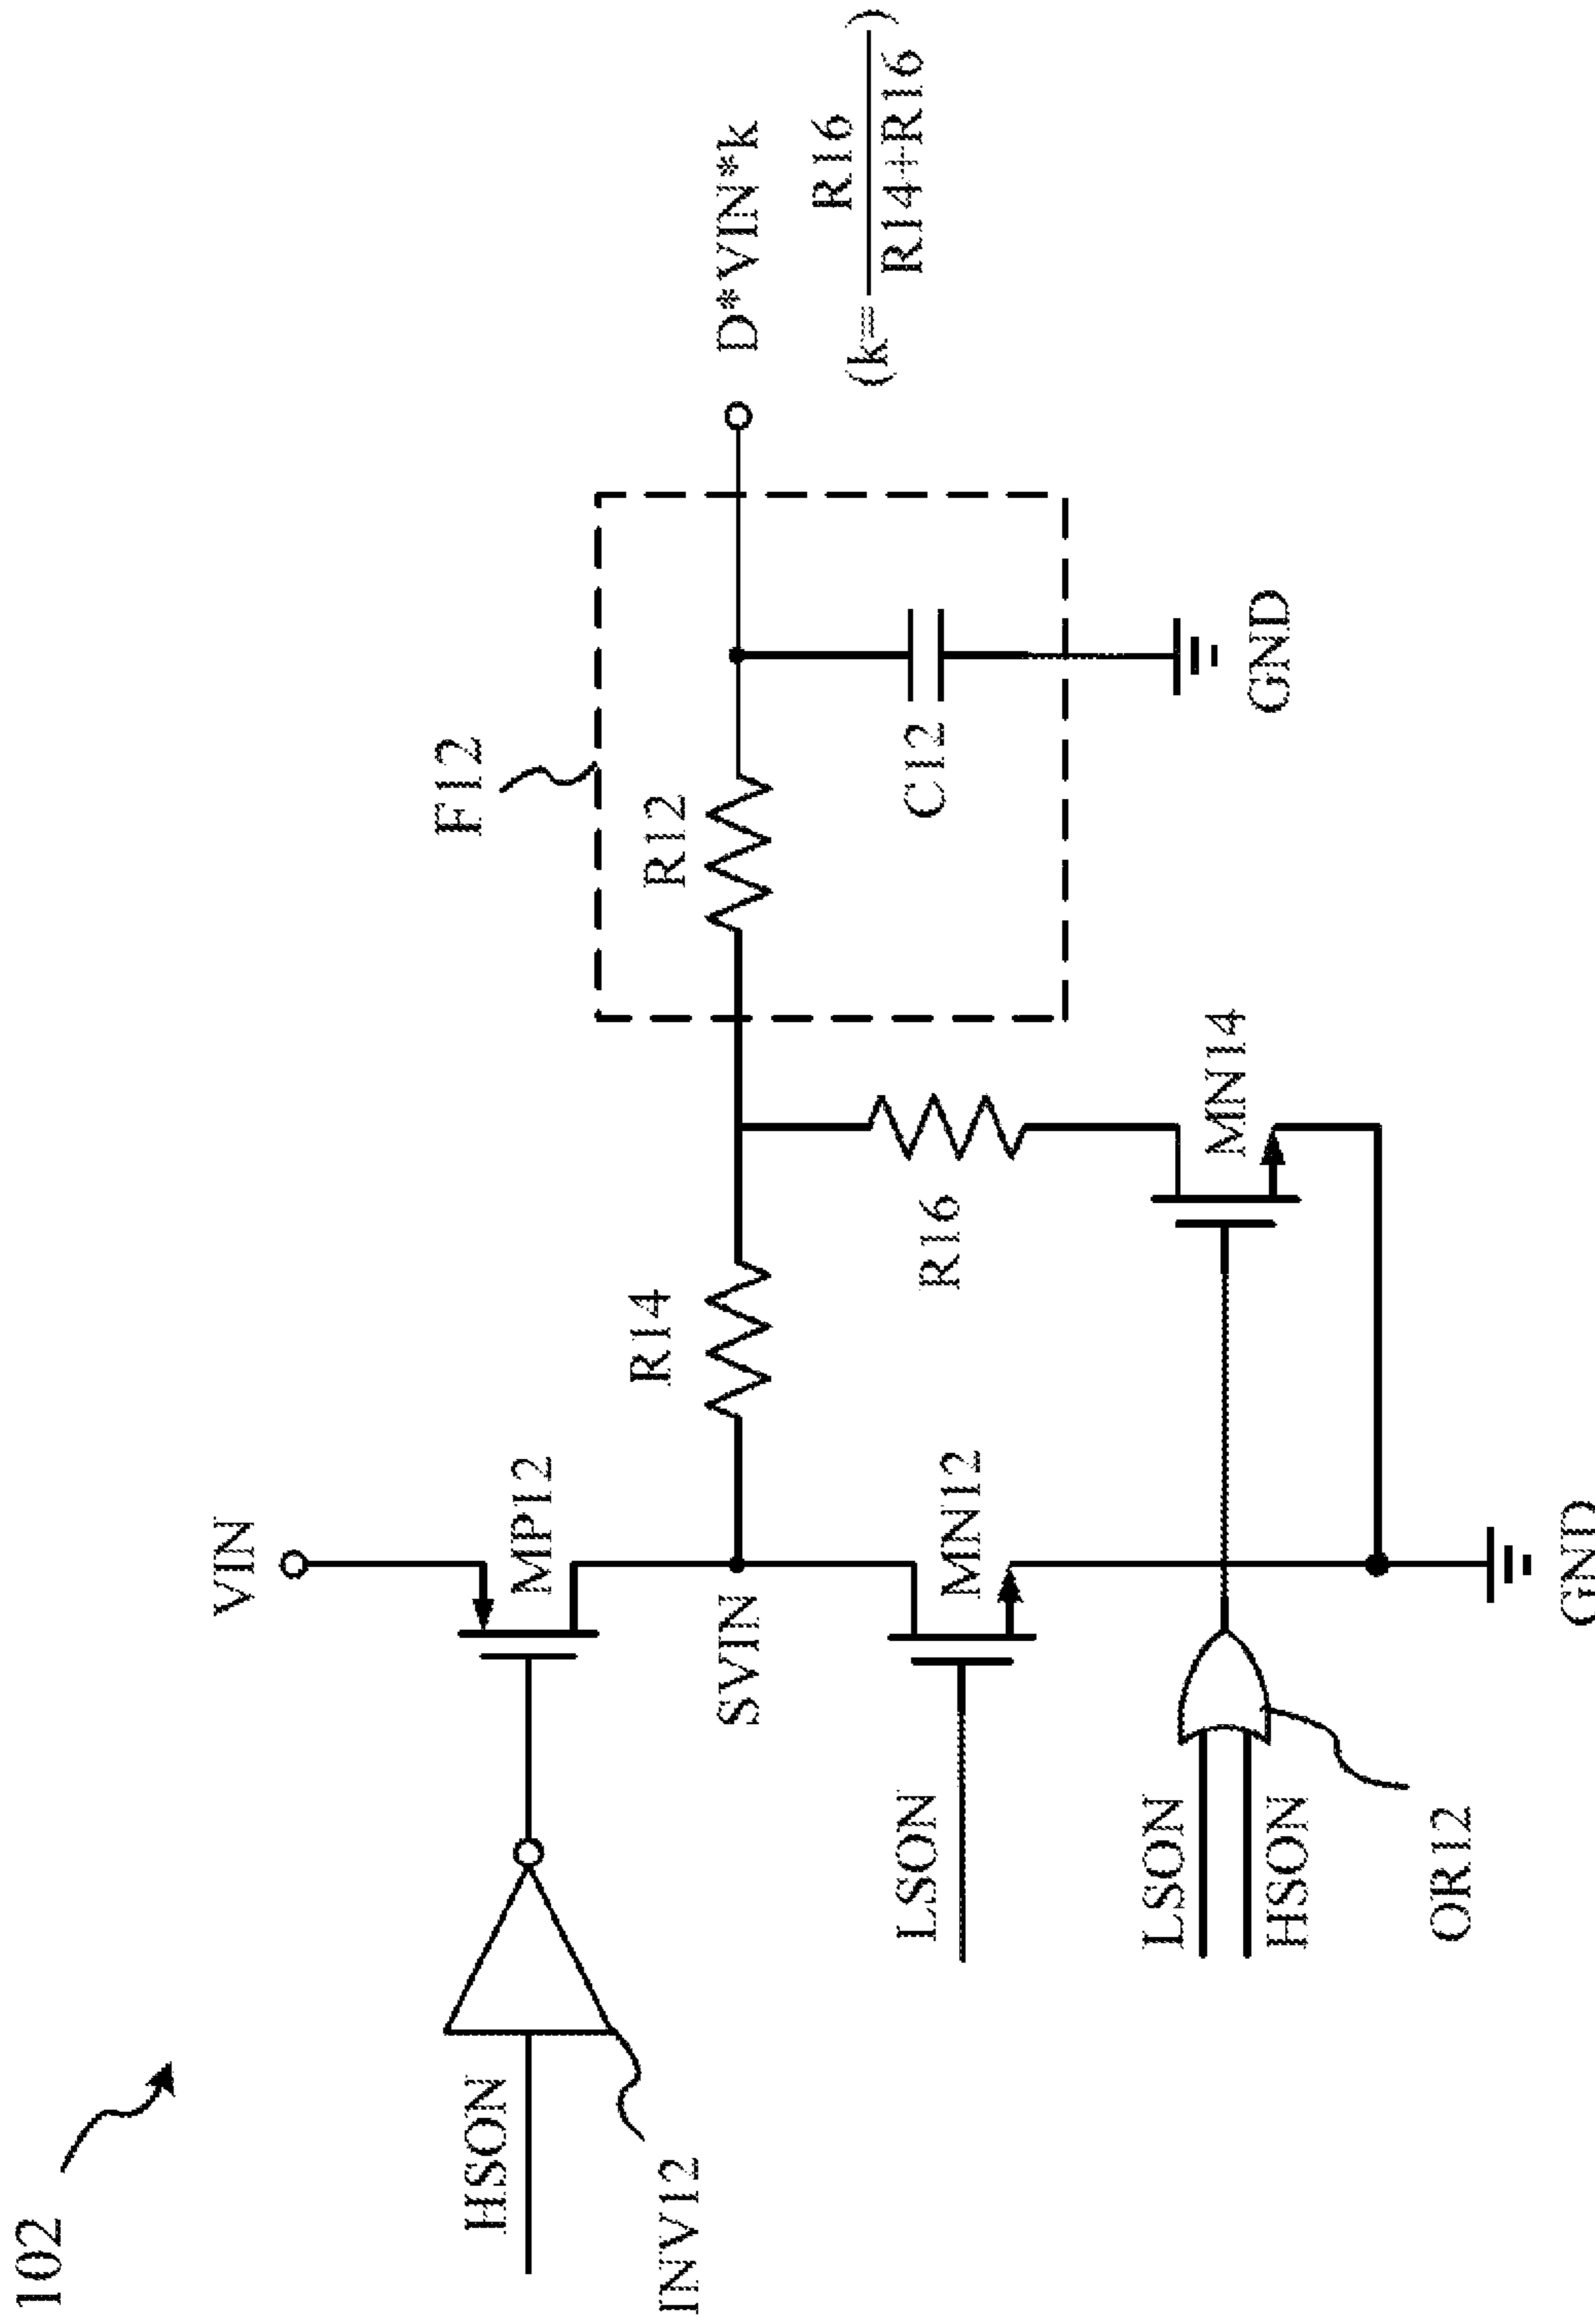 102
HSON
INV12
VIN
MP12
SVIN
R14
F12
R12
C12
GND
D*VIN*k
(k=
R16
R14+R16
)
LSON
MN12
R16
MN14
LSON
HSON
OR12
GND